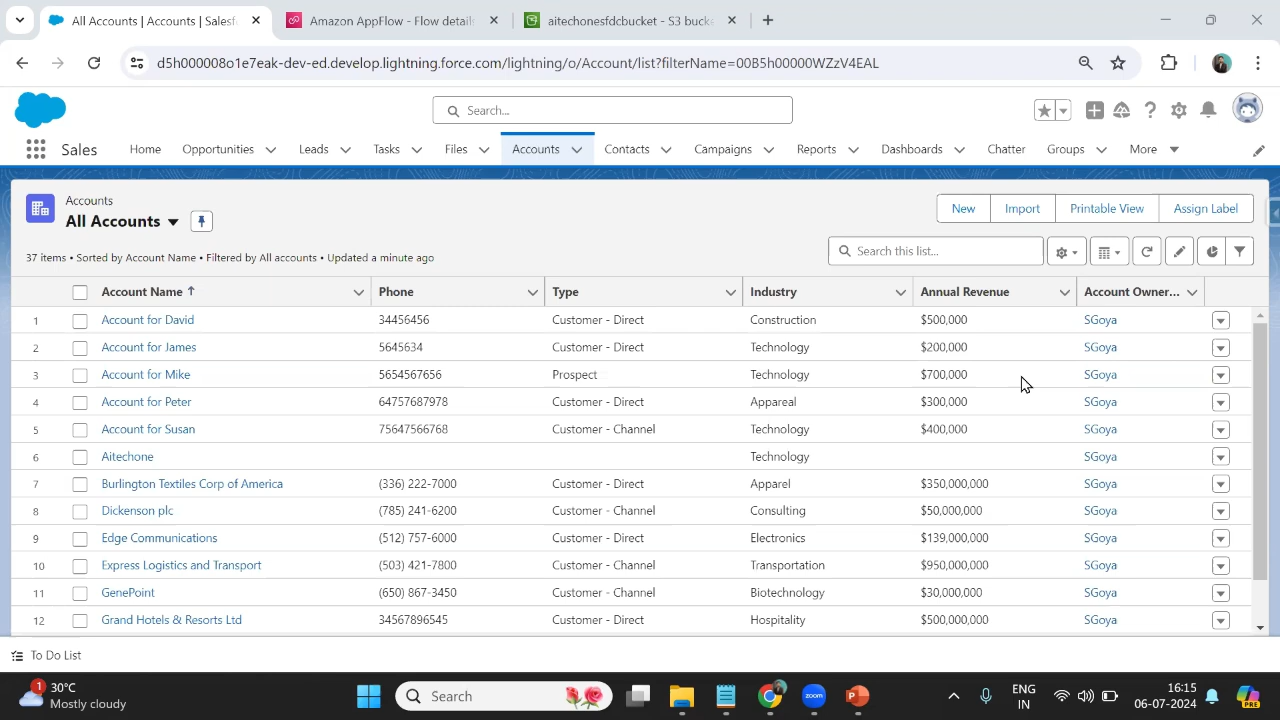 All Accounts | Accounts | Salesf
Amazon AppFlow - Flow details
aitechonesfdcbucket - S3 bucke
d5h000008o1e7eak-dev-ed.develop.lightning.force.com/lightning/o/Account/list?filterName=00B5h00000WZzV4EAL
Search...
Sales
Home
Opportunities
Leads
Tasks
Files
Accounts
Contacts
Campaigns
Reports
Dashboards
Chatter
Groups
More
Accounts
All Accounts
New
Import
Printable View
Assign Label
37 items • Sorted by Account Name • Filtered by All accounts • Updated a minute ago
Search this list...
Account Name Phone Type Industry Annual Revenue Account Owner...
1 Account for David 34456456 Customer - Direct Construction $500,000 SGoya
2 Account for James 5645634 Customer - Direct Technology $200,000 SGoya
3 Account for Mike 5654567656 Prospect Technology $700,000 SGoya
4 Account for Peter 64757687978 Customer - Direct Appareal $300,000 SGoya
5 Account for Susan 75647566768 Customer - Channel Technology $400,000 SGoya
6 Aitechone Technology SGoya
7 Burlington Textiles Corp of America (336) 222-7000 Customer - Direct Apparel $350,000,000 SGoya
8 Dickenson plc (785) 241-6200 Customer - Channel Consulting $50,000,000 SGoya
9 Edge Communications (512) 757-6000 Customer - Direct Electronics $139,000,000 SGoya
10 Express Logistics and Transport (503) 421-7800 Customer - Channel Transportation $950,000,000 SGoya
11 GenePoint (650) 867-3450 Customer - Channel Biotechnology $30,000,000 SGoya
12 Grand Hotels & Resorts Ltd 34567896545 Customer - Direct Hospitality $500,000,000 SGoya
To Do List
1
30°C
Mostly cloudy
Search
zoom
ENG
IN
16:15
06-07-2024
PRE